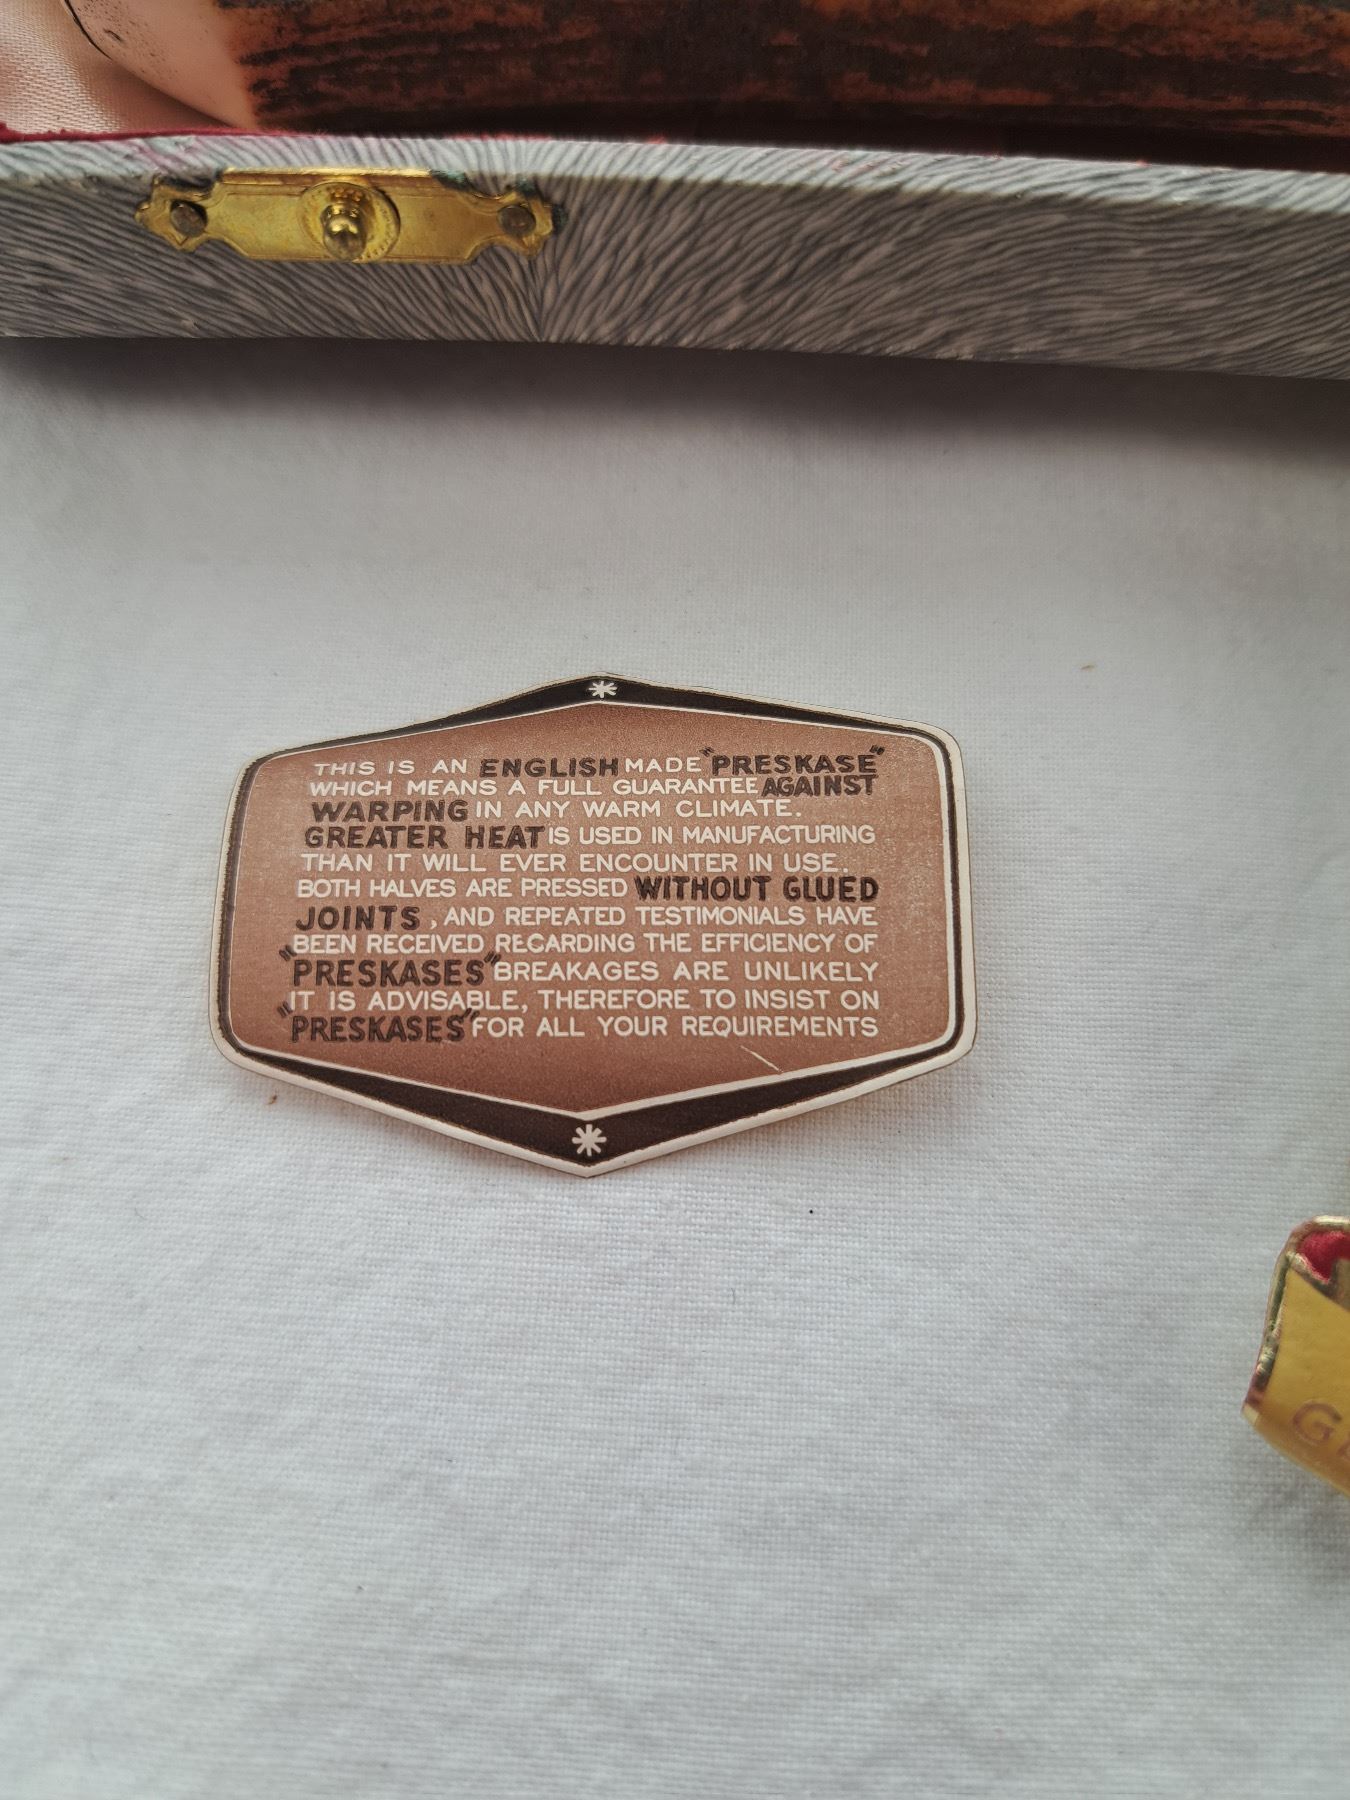 THIS IS AN ENGLISH MADE "PRESKASE"
WHICH MEANS A FULL GUARANTEE AGAINST
WARPING IN ANY WARM CLIMATE.
GREATER HEAT IS USED IN MANUFACTURING
THAN IT WILL EVER ENCOUNTER IN USE.
BOTH HALVES ARE PRESSED WITHOUT GLUED
JOINTS, AND REPEATED TESTIMONIALS HAVE
BEEN RECEIVED REGARDING THE EFFICIENCY OF
"PRESKASES" BREAKAGES ARE UNLIKELY
IT IS ADVISABLE, THEREFORE TO INSIST ON
"PRESKASES" FOR ALL YOUR REQUIREMENTS